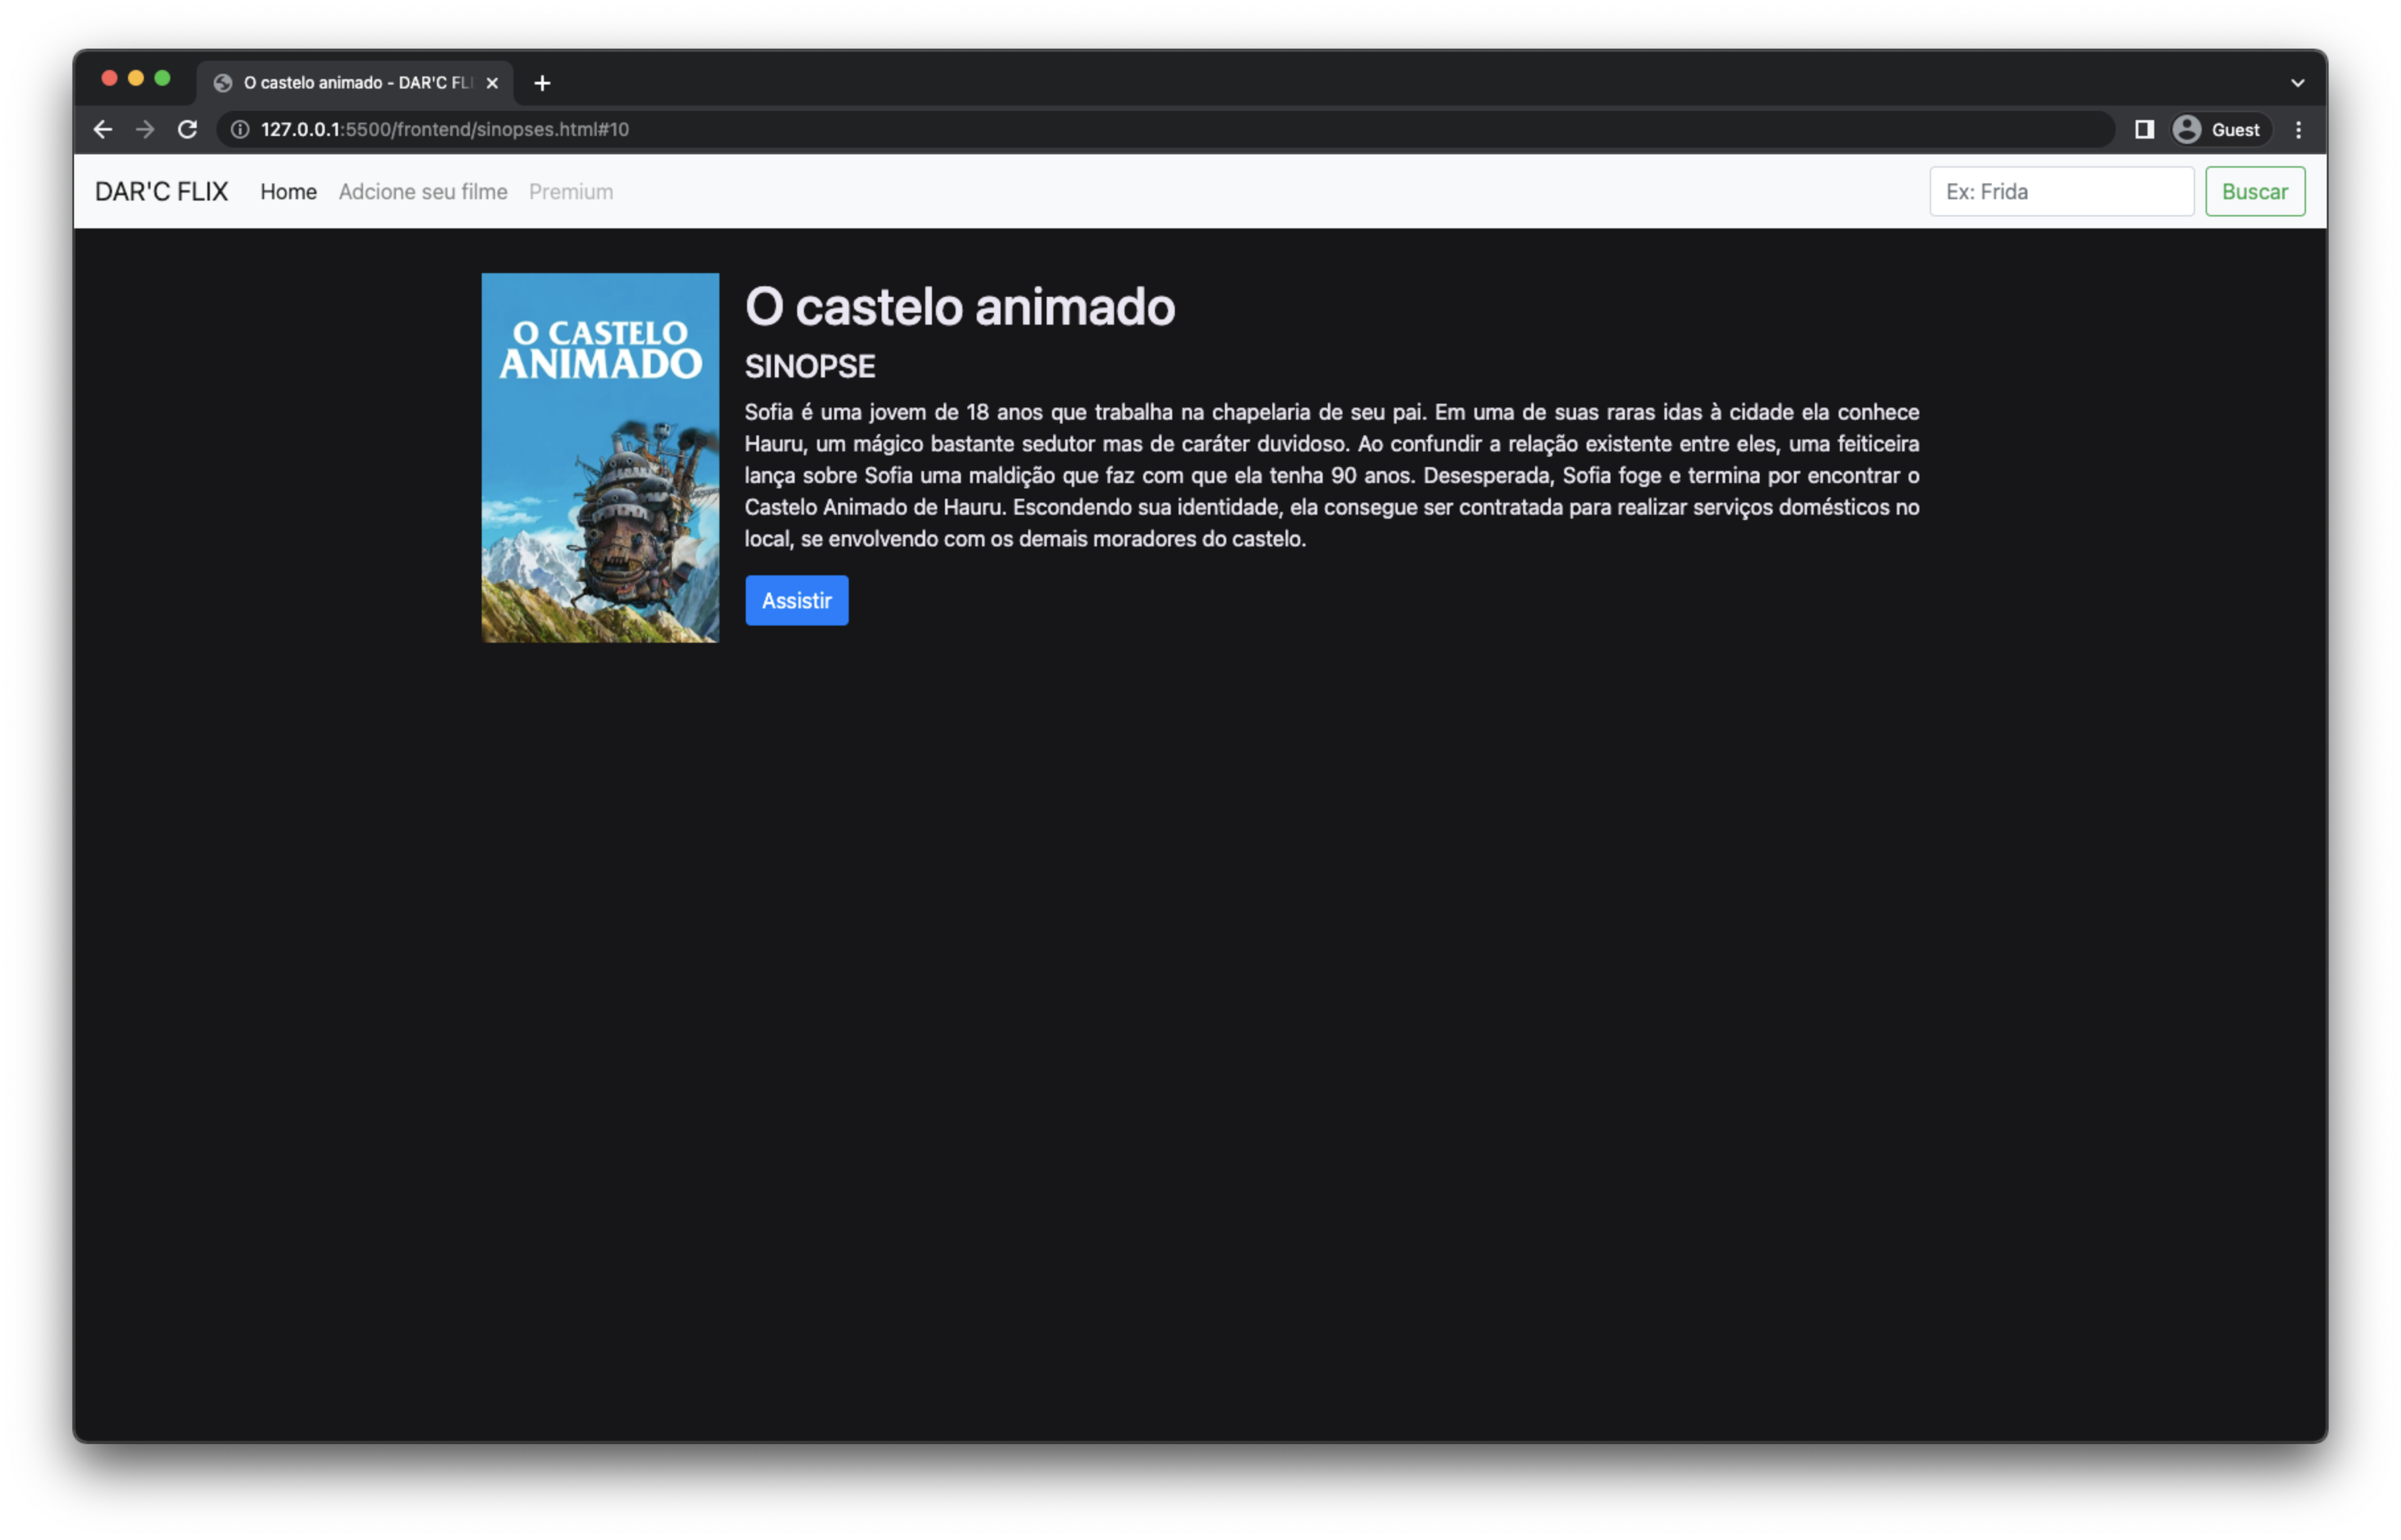 O castelo animado - DAR'C FL
127.0.0.1:5500/frontend/sinopses.html#10
Guest
DAR'C FLIX
Home
Adcione seu filme
Premium
Ex: Frida
Buscar
O CASTELO
ANIMADO
O castelo animado
SINOPSE
Sofia é uma jovem de 18 anos que trabalha na chapelaria de seu pai. Em uma de suas raras idas à cidade ela conhece
Hauru, um mágico bastante sedutor mas de caráter duvidoso. Ao confundir a relação existente entre eles, uma feiticeira
lança sobre Sofia uma maldição que faz com que ela tenha 90 anos. Desesperada, Sofia foge e termina por encontrar o
Castelo Animado de Hauru. Escondendo sua identidade, ela consegue ser contratada para realizar serviços domésticos no
local, se envolvendo com os demais moradores do castelo.
Assistir